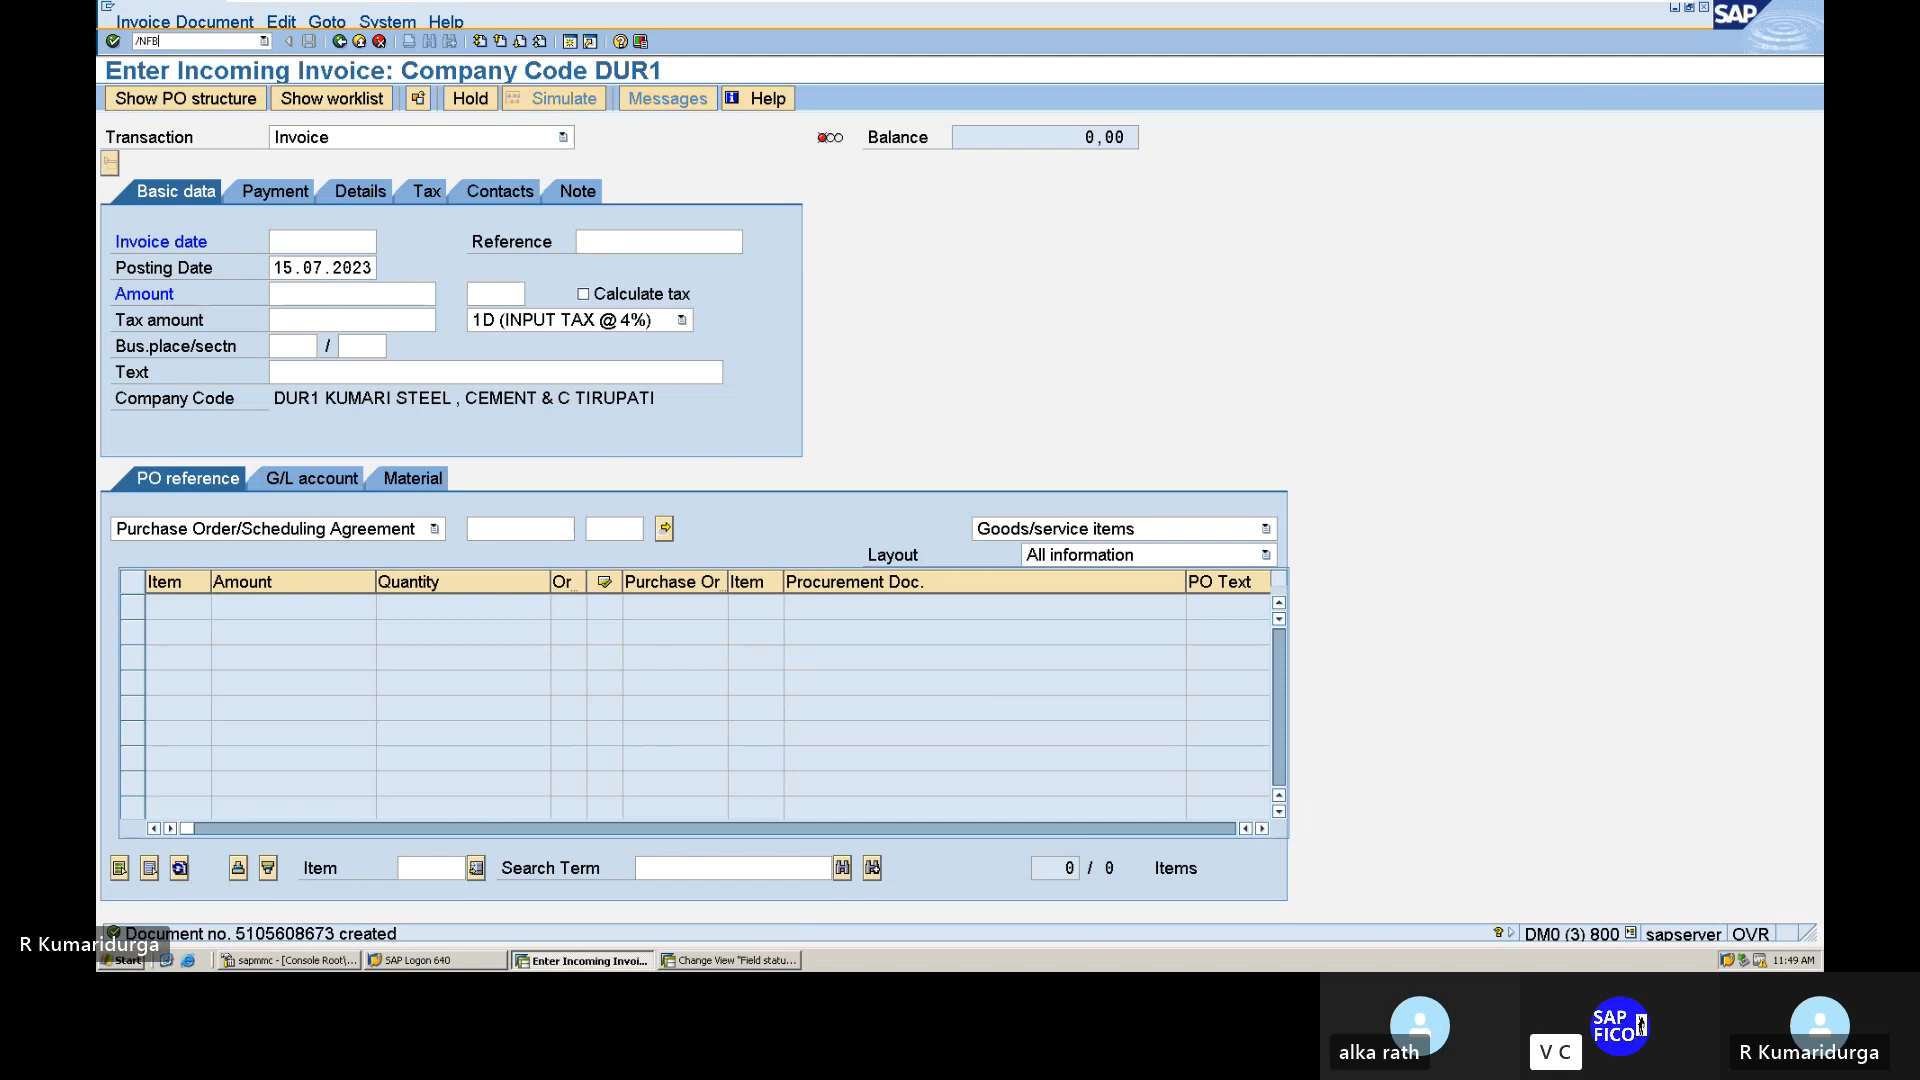 Invoice Document Edit Goto System Help
SAP
/NFB
Enter Incoming Invoice: Company Code DUR1
Show PO structure Show worklist Hold Simulate Messages Help
Transaction Invoice Balance 0,00
Basic data Payment Details Tax Contacts Note
Invoice date Reference
Posting Date 15.07.2023
Amount Calculate tax
Tax amount 1D (INPUT TAX @ 4%)
Bus.place/sectn /
Text
Company Code DUR1 KUMARI STEEL , CEMENT & C TIRUPATI
PO reference G/L account Material
Purchase Order/Scheduling Agreement Goods/service items
Layout All information
Item Amount Quantity Or... Purchase Or... Item Procurement Doc. PO Text
Item Search Term 0 / 0 Items
Document no. 5105608673 created DM0 (3) 800 sapserver OVR
R Kumaridurga
Start sapmmc - [Console Root\... SAP Logon 640 Enter Incoming Invoi... Change View "Field statu... 11:49 AM
SAP
FICO
alka rath V C R Kumaridurga